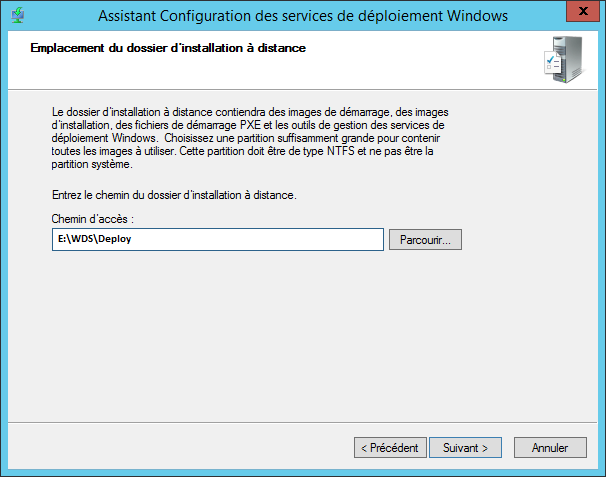 Assistant Configuration des services de déploiement Windows
x
Emplacement du dossier d'installation à distance
Le dossier d'installation à distance contiendra des images de démarrage, des images
d'installation, des fichiers de démarrage PXE et les outils de gestion des services de
déploiement Windows. Choisissez une partition suffisamment grande pour contenir
toutes les images à utiliser. Cette partition doit être de type NTFS et ne pas être la
partition système.
Entrez le chemin du dossier d'installation à distance.
Chemin d'accès :
E:\WDS\Deploy
Parcourir...
< Précédent
Suivant >
Annuler